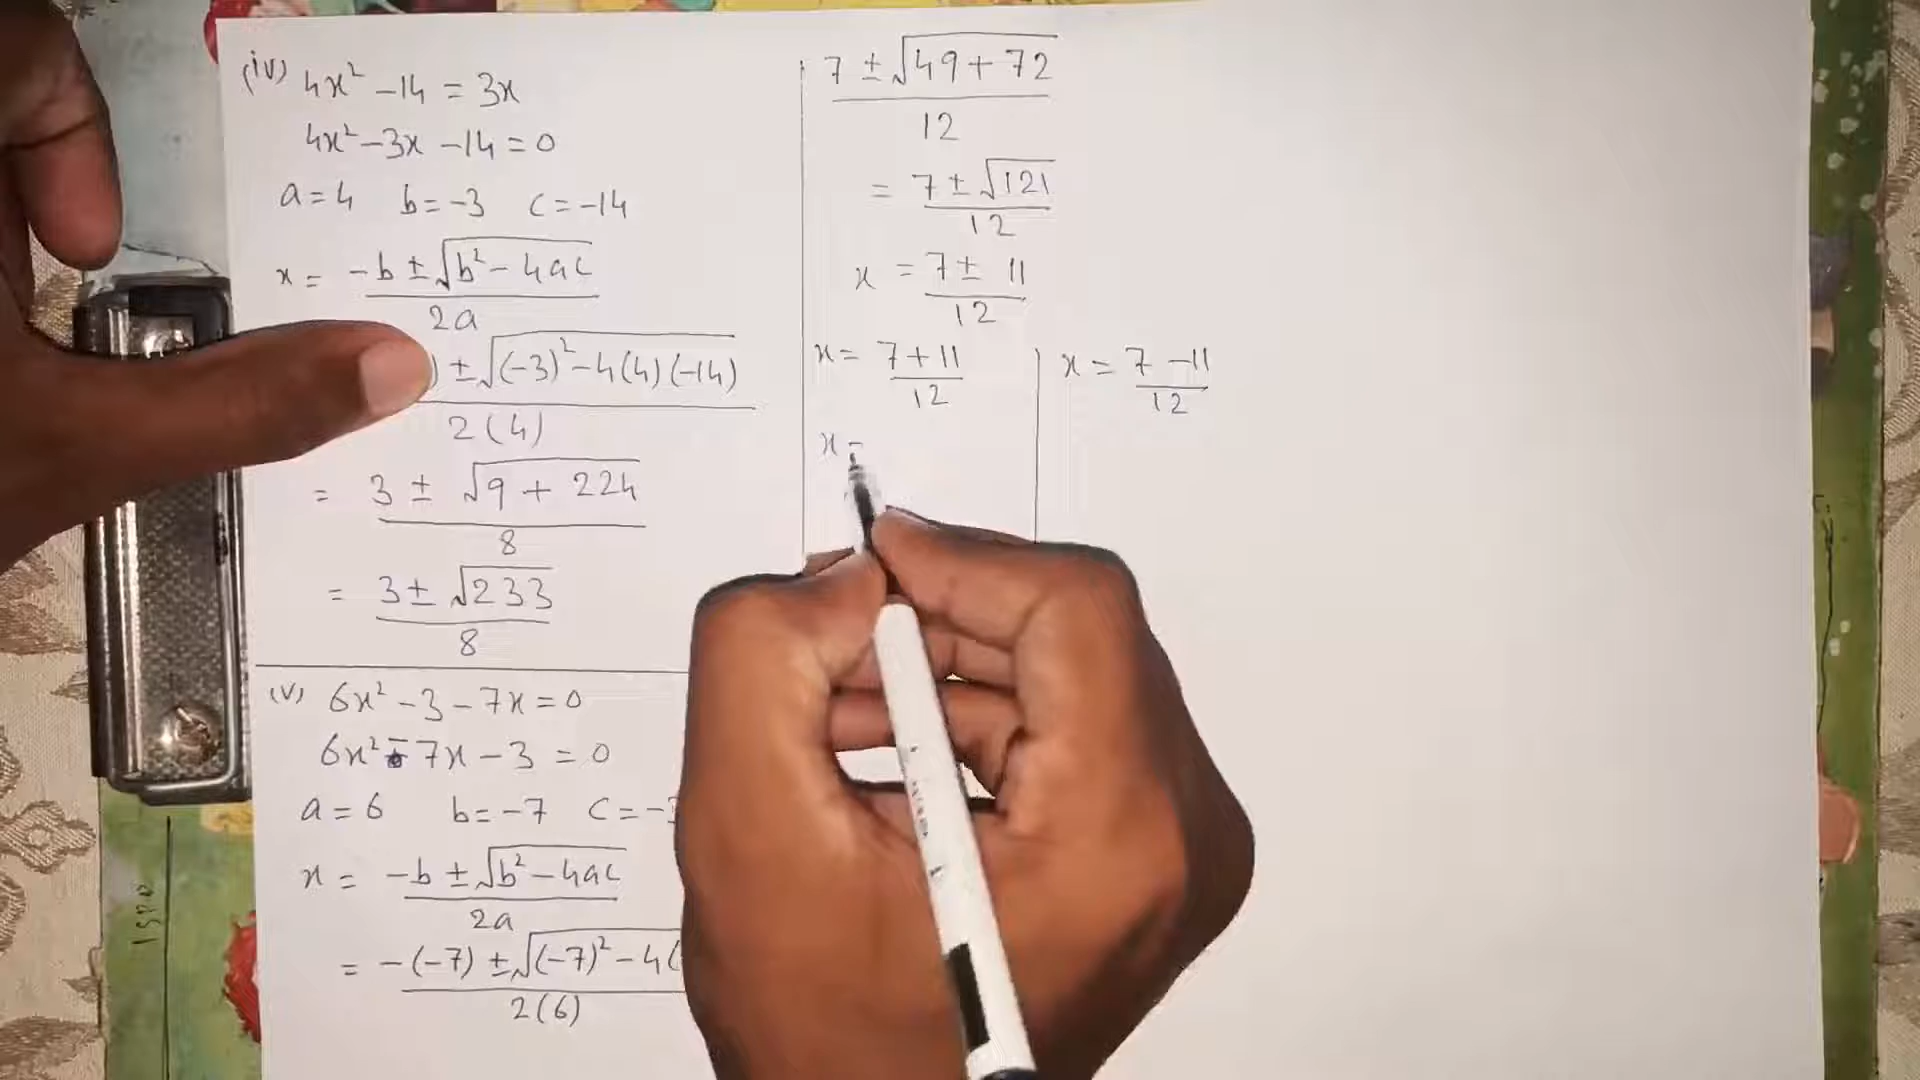 (iv) 4x² - 14 = 3x
4x² - 3x - 14 = 0
a = 4 b = -3 c = -14
x = -b ± √b² - 4ac
2a
) ± √(-3)² - 4(4)(-14)
2(4)
= 3 ± √9 + 224
8
= 3 ± √233
8
(v) 6x² - 3 - 7x = 0
6x² - 7x - 3 = 0
a = 6 b = -7 c = -
x = -b ± √b² - 4ac
2a
= -(-7) ± √(-7)² - 4(
2(6)
7 ± √49 + 72
12
= 7 ± √121
12
x = 7 ± 11
12
x = 7 + 11
12
x =
x = 7 - 11
12